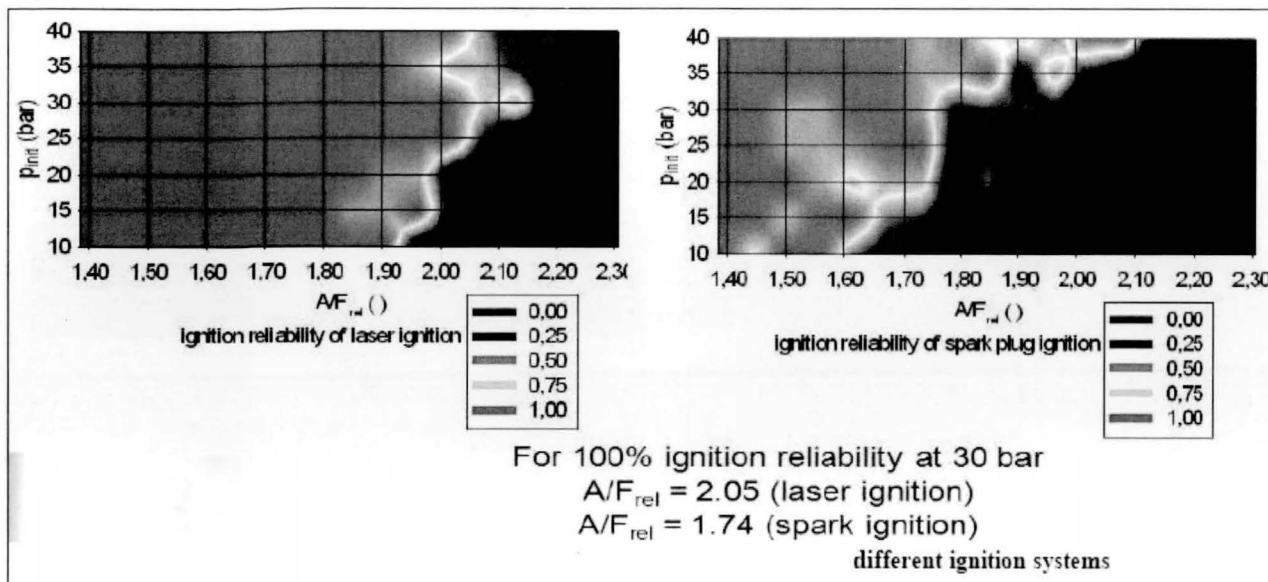 40
35
30
25
20
15
10
p_init (bar)
1,40 1,50 1,60 1,70 1,80 1,90 2,00 2,10 2,20 2,3(
A/F_rel ()
ignition reliability of laser ignition
0,00
0,25
0,50
0,75
1,00
40
35
30
25
20
15
10
p_init (bar)
1,40 1,50 1,60 1,70 1,80 1,90 2,00 2,10 2,20 2,30
A/F_rel ()
ignition reliability of spark plug ignition
0,00
0,25
0,50
0,75
1,00
For 100% ignition reliability at 30 bar
A/F_rel = 2.05 (laser ignition)
A/F_rel = 1.74 (spark ignition)
different ignition systems